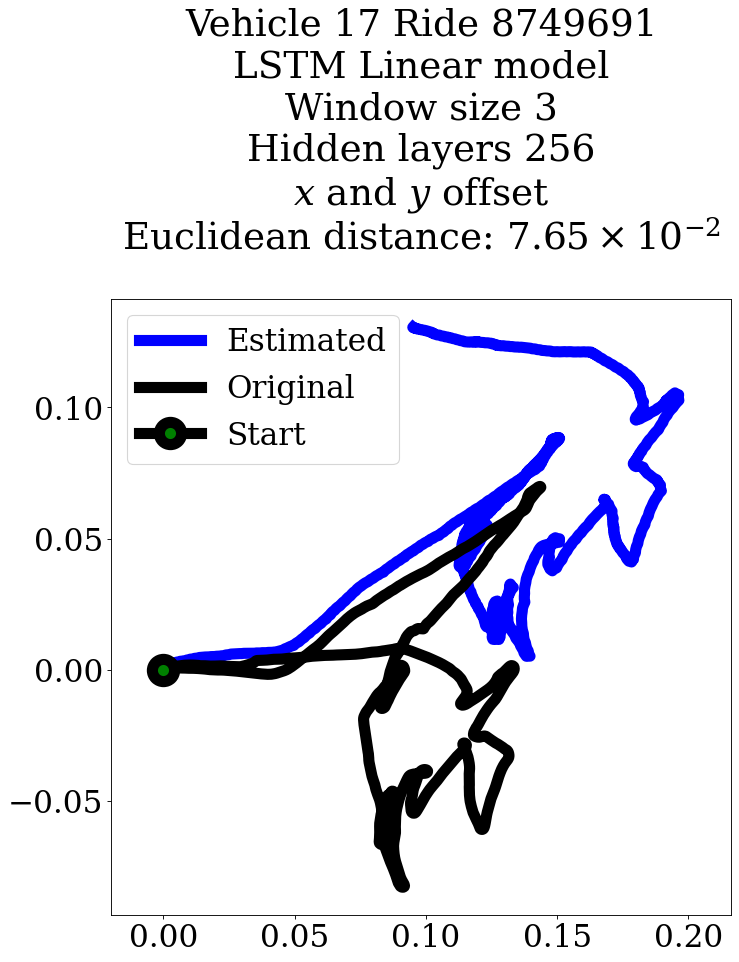 Vehicle 17 Ride 8749691
LSTM Linear model
Window size 3
Hidden layers 256
x and y offset
Euclidean distance: 7.65 × 10⁻²
Estimated
Original
Start
0.10
0.05
0.00
−0.05
0.00 0.05 0.10 0.15 0.20